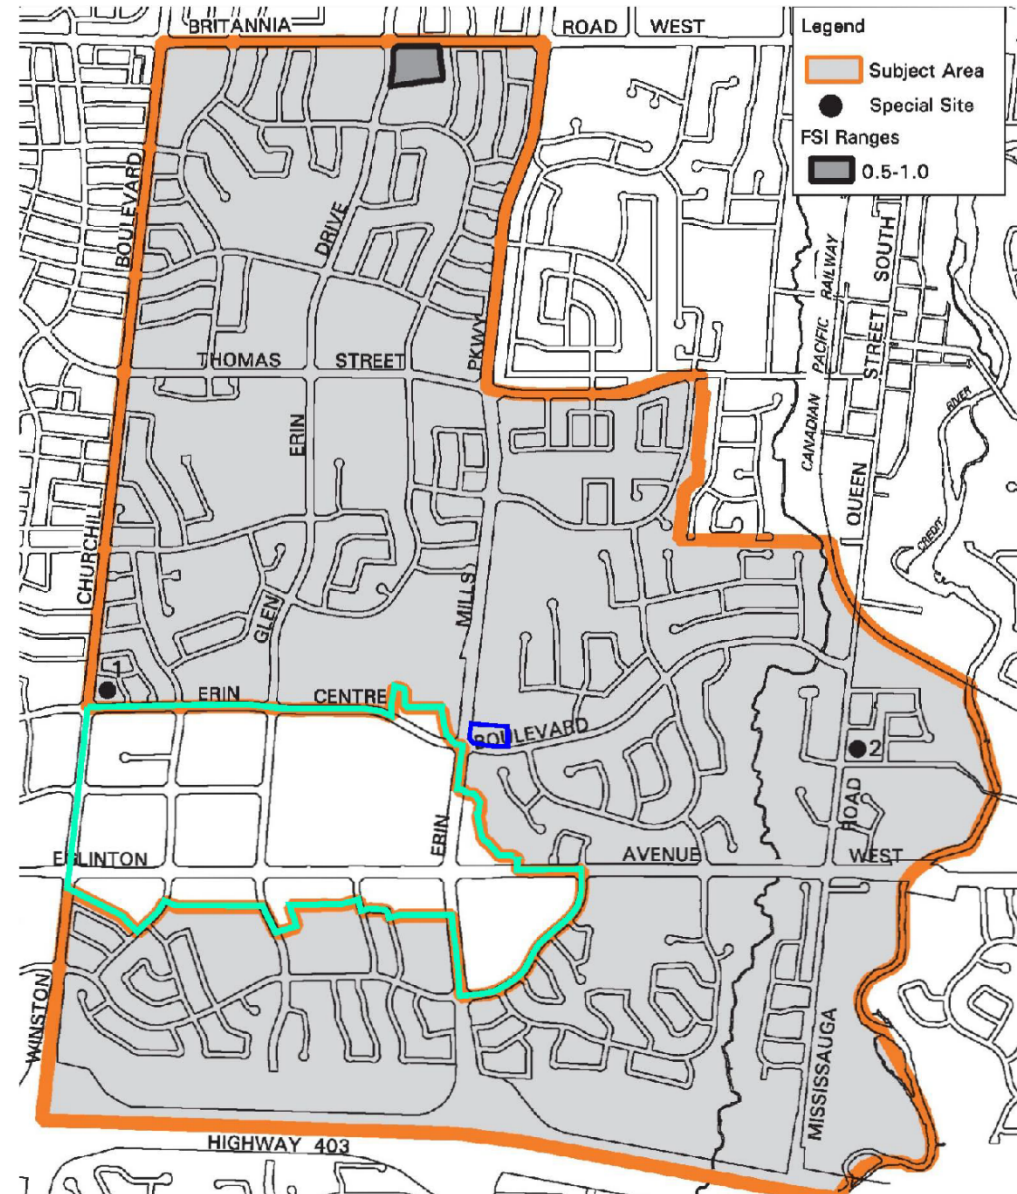 BRITANNIA ROAD WEST
Legend
Subject Area
Special Site
FSI Ranges
0.5-1.0
BOULEVARD
DRIVE
CANADIAN PACIFIC RAILWAY
STREET SOUTH
THOMAS STREET
PKWY
ERIN
RIVER
QUEEN
CREDIT
CHURCHILL
GLEN
MILLS
1
ERIN CENTRE
BOULEVARD
2
ROAD
ERIN
EGLINTON AVENUE WEST
WINSTON
MISSISSAUGA
HIGHWAY 403